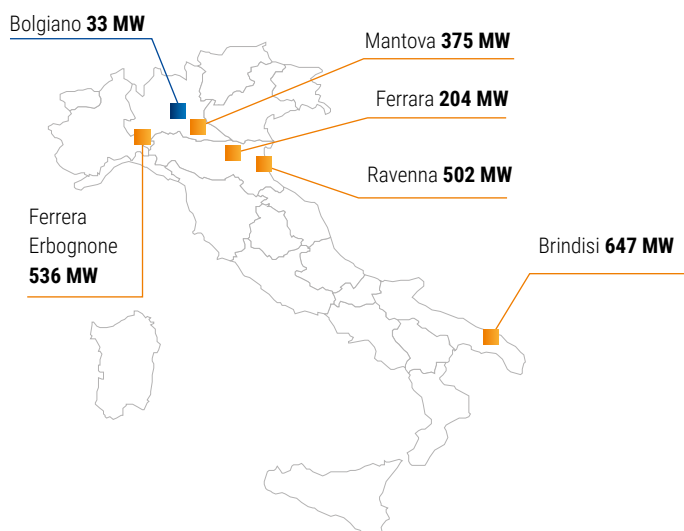 Bolgiano 33 MW
Mantova 375 MW
Ferrara 204 MW
Ravenna 502 MW
Ferrera
Erbognone
536 MW
Brindisi 647 MW